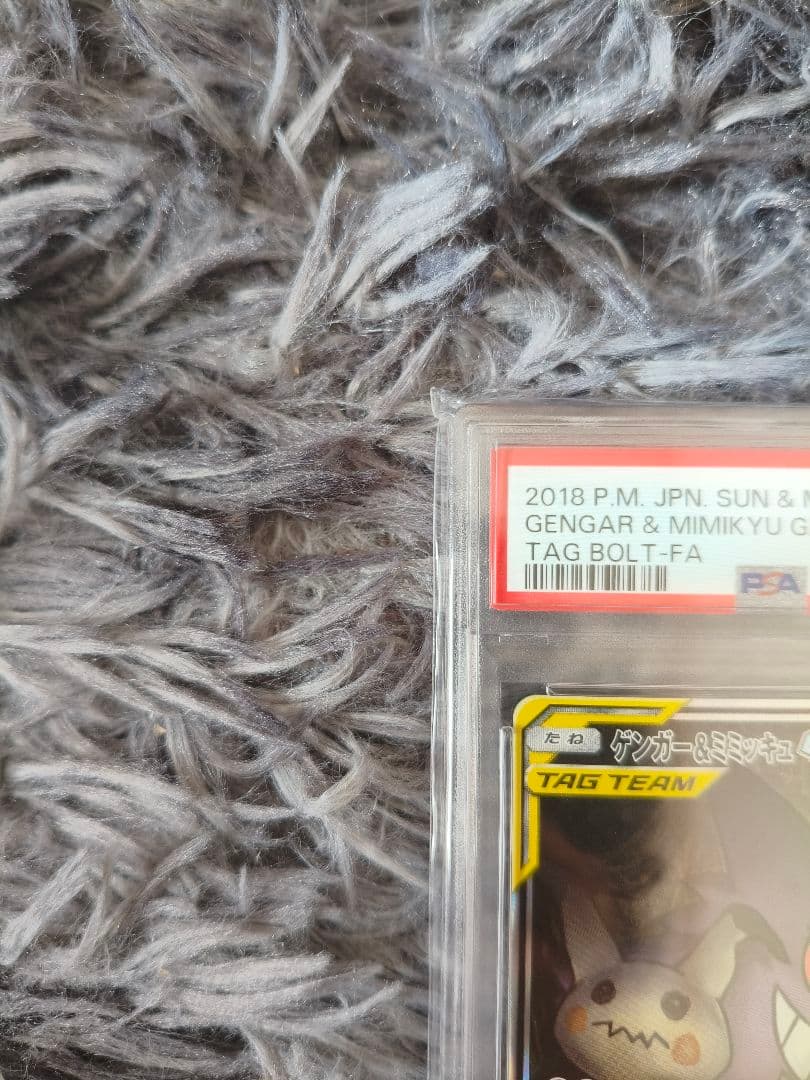 2018 P.M. JPN. SUN &
GENGAR & MIMIKYU G
TAG BOLT-FA
PSA
たね ゲンガー&ミミッキュ
TAG TEAM